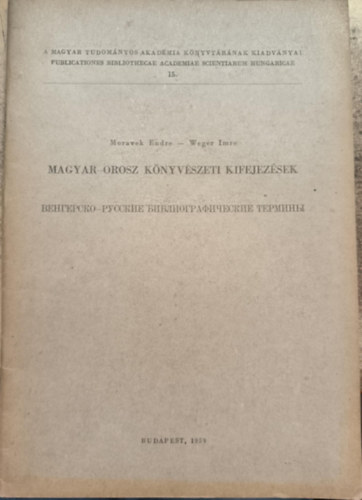 A MAGYAR TUDOMÁNYOS AKADÉMIA KÖNYVTÁRÁNAK KIADVÁNYAI
PUBLICATIONES BIBLIOTHECAE ACADEMIAE SCIENTIARUM HUNGARICAE
15.
Moravek Endre — Weger Imre
MAGYAR–OROSZ KÖNYVÉSZETI KIFEJEZÉSEK
ВЕНГЕРСКО–РУССКИЕ БИБЛИОГРАФИЧЕСКИЕ ТЕРМИНЫ
BUDAPEST, 1959